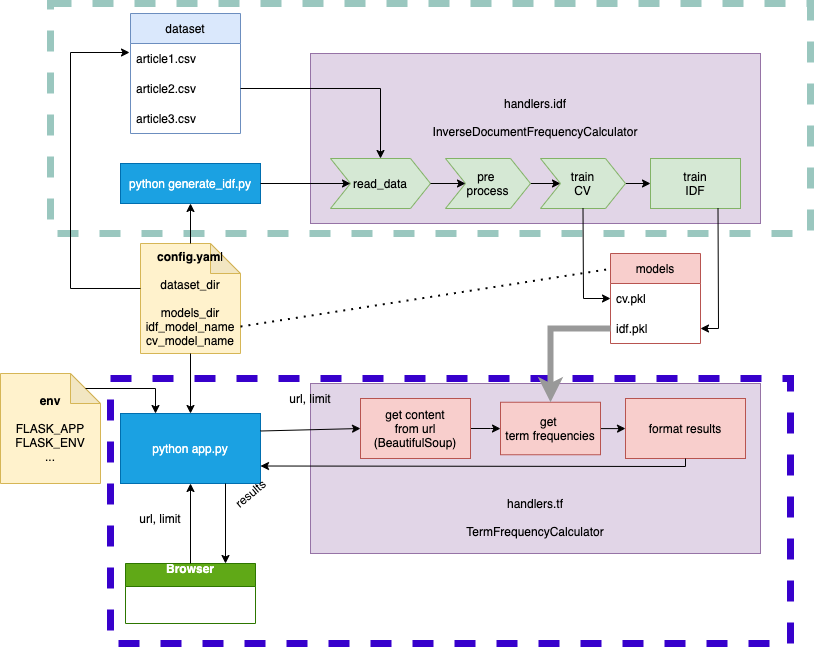 dataset
article1.csv
article2.csv
article3.csv
handlers.idf
InverseDocumentFrequencyCalculator
python generate_idf.py
read_data
pre
process
train
CV
train
IDF
config.yaml
dataset_dir
models_dir
idf_model_name
cv_model_name
models
cv.pkl
idf.pkl
env
FLASK_APP
FLASK_ENV
...
python app.py
url, limit
get content
from url
(BeautifulSoup)
get
term frequencies
format results
handlers.tf
TermFrequencyCalculator
url, limit
results
Browser